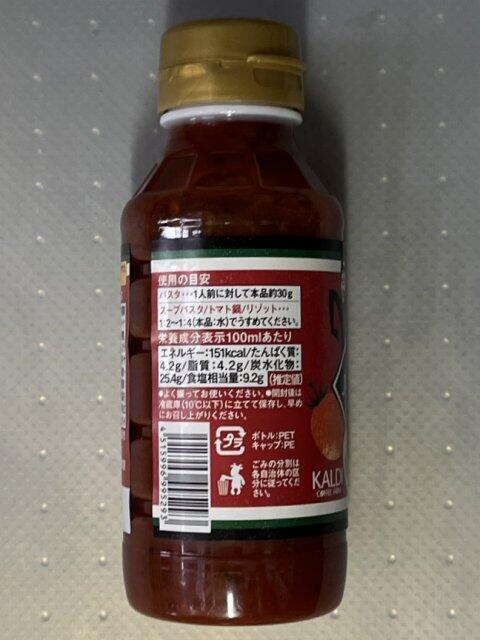 使用の目安
パスタ…1人前に対して本品約30g
スープパスタ/トマト鍋/リゾット…
1:2～1:4(本品:水)でうすめてください。
栄養成分表示100mlあたり
エネルギー:151kcal/たんぱく質:
4.2g/脂質:4.2g/炭水化物:
25.4g/食塩相当量:9.2g (推定値)
●よく振ってお使いください。●開封後は
冷蔵庫(10℃以下)に立てて保存し、早め
にお召し上がりください。
プラ
ボトル:PET
キャップ:PE
ごみの分別は
各自治体の区
分に従ってくだ
さい。
4515996995293
KALDI